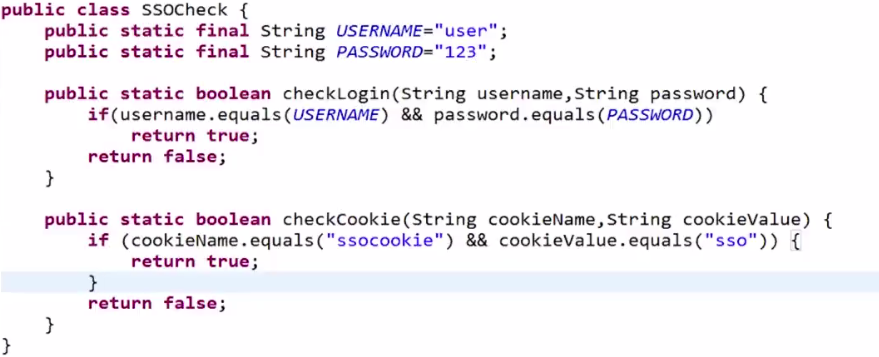 public class SSOCheck {
    public static final String USERNAME="user";
    public static final String PASSWORD="123";

    public static boolean checkLogin(String username,String password) {
        if(username.equals(USERNAME) && password.equals(PASSWORD))
            return true;
        return false;
    }

    public static boolean checkCookie(String cookieName,String cookieValue) {
        if (cookieName.equals("ssocookie") && cookieValue.equals("sso")) {
            return true;
        }
        return false;
    }
}